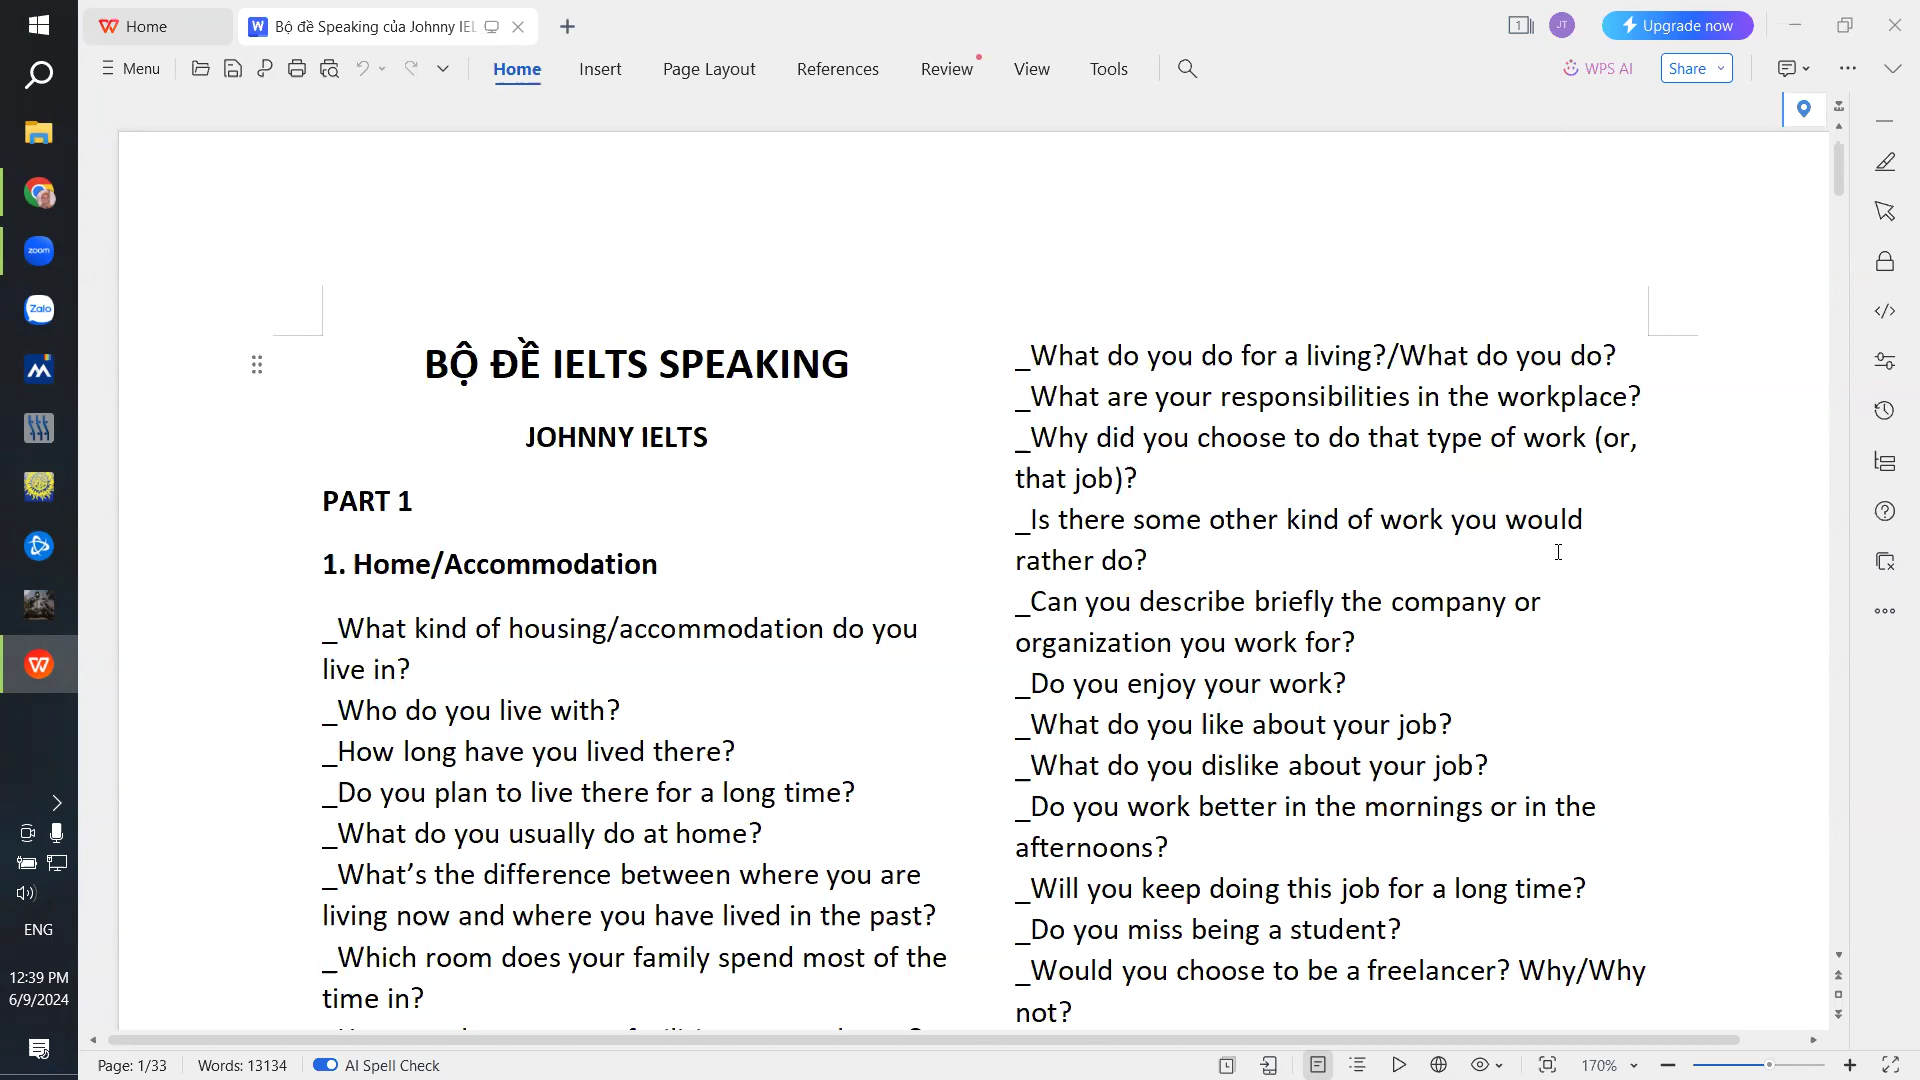 Home
Bộ đề Speaking của Johnny IEL
JT
Upgrade now
Menu
Home
Insert
Page Layout
References
Review
View
Tools
WPS AI
Share
BỘ ĐỀ IELTS SPEAKING
JOHNNY IELTS
PART 1
1. Home/Accommodation
_What kind of housing/accommodation do you
live in?
_Who do you live with?
_How long have you lived there?
_Do you plan to live there for a long time?
_What do you usually do at home?
_What’s the difference between where you are
living now and where you have lived in the past?
_Which room does your family spend most of the
time in?
_What do you do for a living?/What do you do?
_What are your responsibilities in the workplace?
_Why did you choose to do that type of work (or,
that job)?
_Is there some other kind of work you would
rather do?
_Can you describe briefly the company or
organization you work for?
_Do you enjoy your work?
_What do you like about your job?
_What do you dislike about your job?
_Do you work better in the mornings or in the
afternoons?
_Will you keep doing this job for a long time?
_Do you miss being a student?
_Would you choose to be a freelancer? Why/Why
not?
zoom
Zalo
ENG
12:39 PM
6/9/2024
Page: 1/33
Words: 13134
AI Spell Check
170%